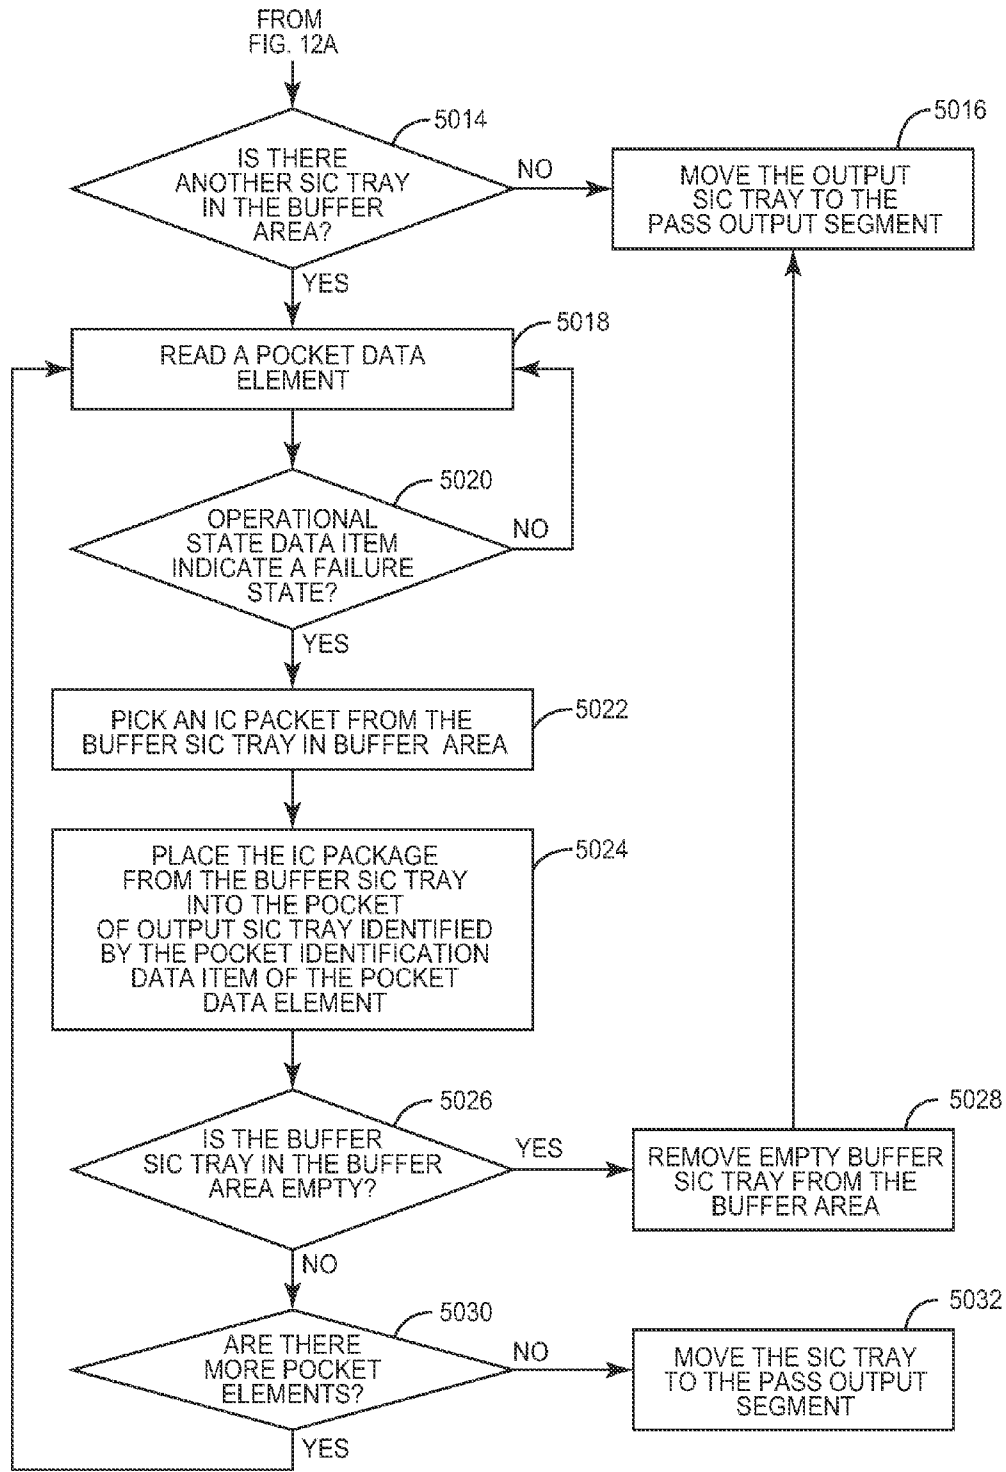 FROM
FIG. 12A
5014
IS THERE
ANOTHER SIC TRAY
IN THE BUFFER
AREA?
NO
5016
MOVE THE OUTPUT
SIC TRAY TO THE
PASS OUTPUT SEGMENT
YES
5018
READ A POCKET DATA
ELEMENT
5020
OPERATIONAL
STATE DATA ITEM
INDICATE A FAILURE
STATE?
NO
YES
5022
PICK AN IC PACKET FROM THE
BUFFER SIC TRAY IN BUFFER AREA
5024
PLACE THE IC PACKAGE
FROM THE BUFFER SIC TRAY
INTO THE POCKET
OF OUTPUT SIC TRAY IDENTIFIED
BY THE POCKET IDENTIFICATION
DATA ITEM OF THE POCKET
DATA ELEMENT
5026
IS THE BUFFER
SIC TRAY IN THE BUFFER
AREA EMPTY?
YES
5028
REMOVE EMPTY BUFFER
SIC TRAY FROM THE
BUFFER AREA
NO
5030
ARE THERE
MORE POCKET
ELEMENTS?
NO
5032
MOVE THE SIC TRAY
TO THE PASS OUTPUT
SEGMENT
YES